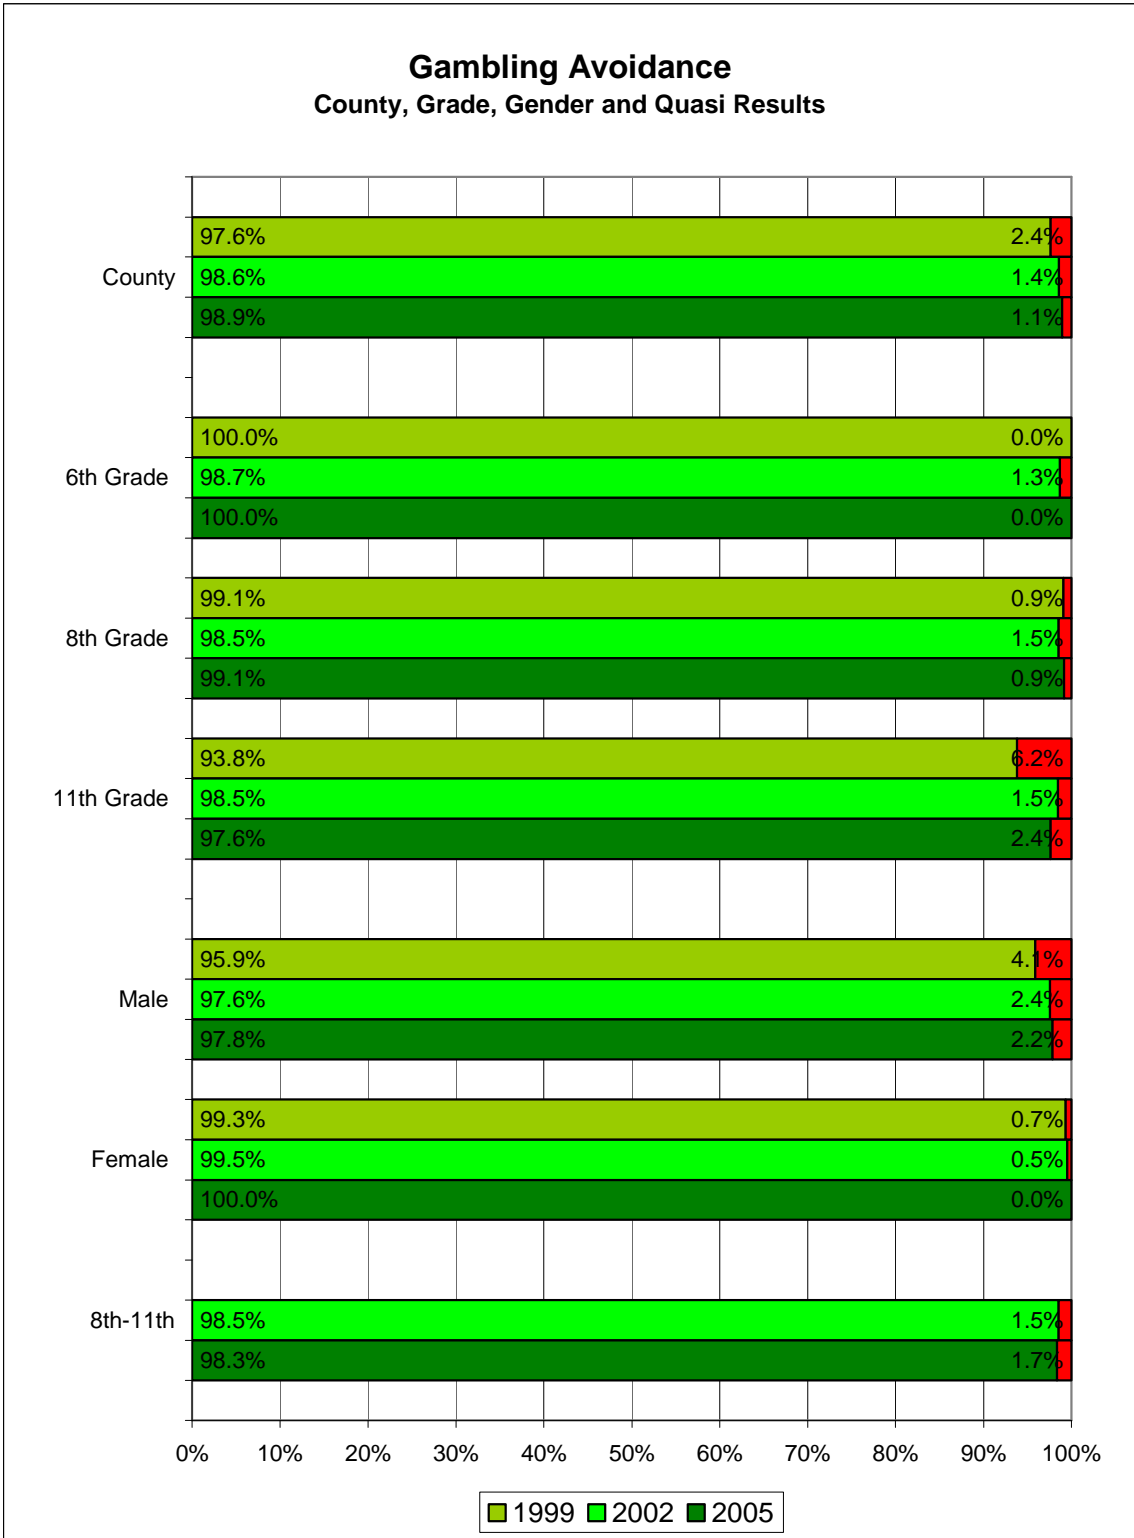 Gambling Avoidance
County, Grade, Gender and Quasi Results
97.6% 2.4%
County 98.6% 1.4%
98.9% 1.1%
100.0% 0.0%
6th Grade 98.7% 1.3%
100.0% 0.0%
99.1% 0.9%
8th Grade 98.5% 1.5%
99.1% 0.9%
93.8% 6.2%
11th Grade 98.5% 1.5%
97.6% 2.4%
95.9% 4.1%
Male 97.6% 2.4%
97.8% 2.2%
99.3% 0.7%
Female 99.5% 0.5%
100.0% 0.0%
8th-11th 98.5% 1.5%
98.3% 1.7%
0% 10% 20% 30% 40% 50% 60% 70% 80% 90% 100%
1999 2002 2005